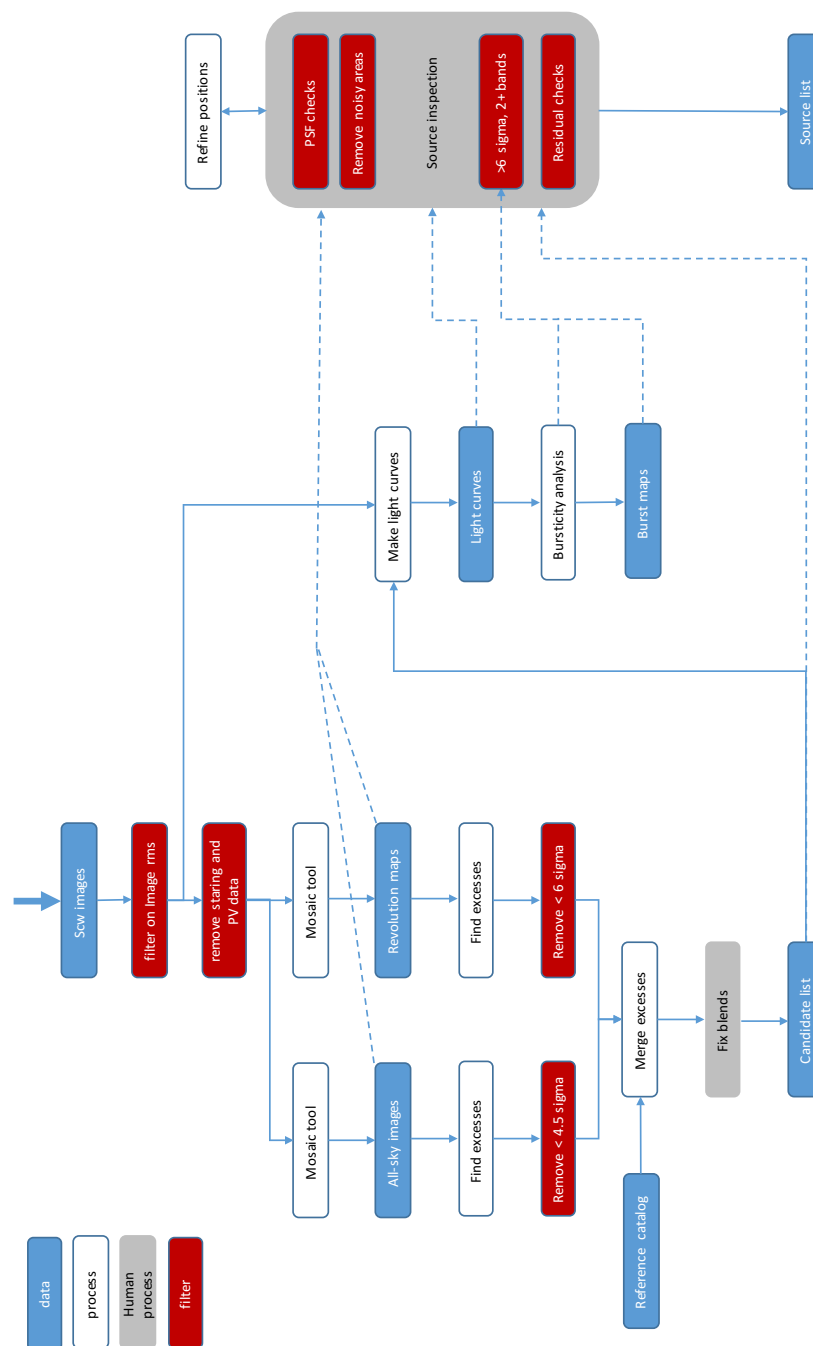 data
process
Human
process
filter
Scw images
filter on Image rms
remove staring and
PV data
Mosaic tool
Mosaic tool
All-sky images
Revolution maps
Find excesses
Find excesses
Remove < 4.5 sigma
Remove < 6 sigma
Reference catalog
Merge excesses
Fix blends
Candidate list
Make light curves
Light curves
Bursticity analysis
Burst maps
Refine positions
PSF checks
Remove noisy areas
Source inspection
>6 sigma, 2+ bands
Residual checks
Source list